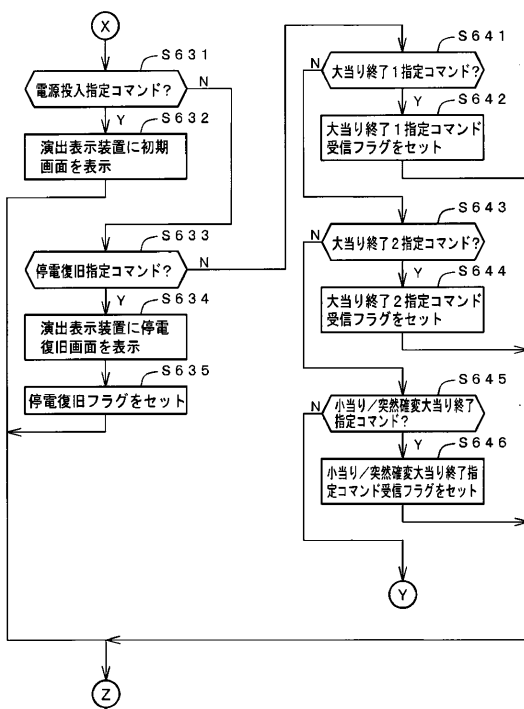 X
S631
電源投入指定コマンド?
N
Y
S632
演出表示装置に初期
画面を表示
S633
停電復旧指定コマンド?
N
Y
S634
演出表示装置に停電
復旧画面を表示
S635
停電復旧フラグをセット
Z
S641
大当り終了1指定コマンド?
N
Y
S642
大当り終了1指定コマンド
受信フラグをセット
S643
大当り終了2指定コマンド?
N
Y
S644
大当り終了2指定コマンド
受信フラグをセット
S645
小当り/突然確変大当り終了
指定コマンド?
N
Y
S646
小当り/突然確変大当り終了指
定コマンド受信フラグをセット
Y